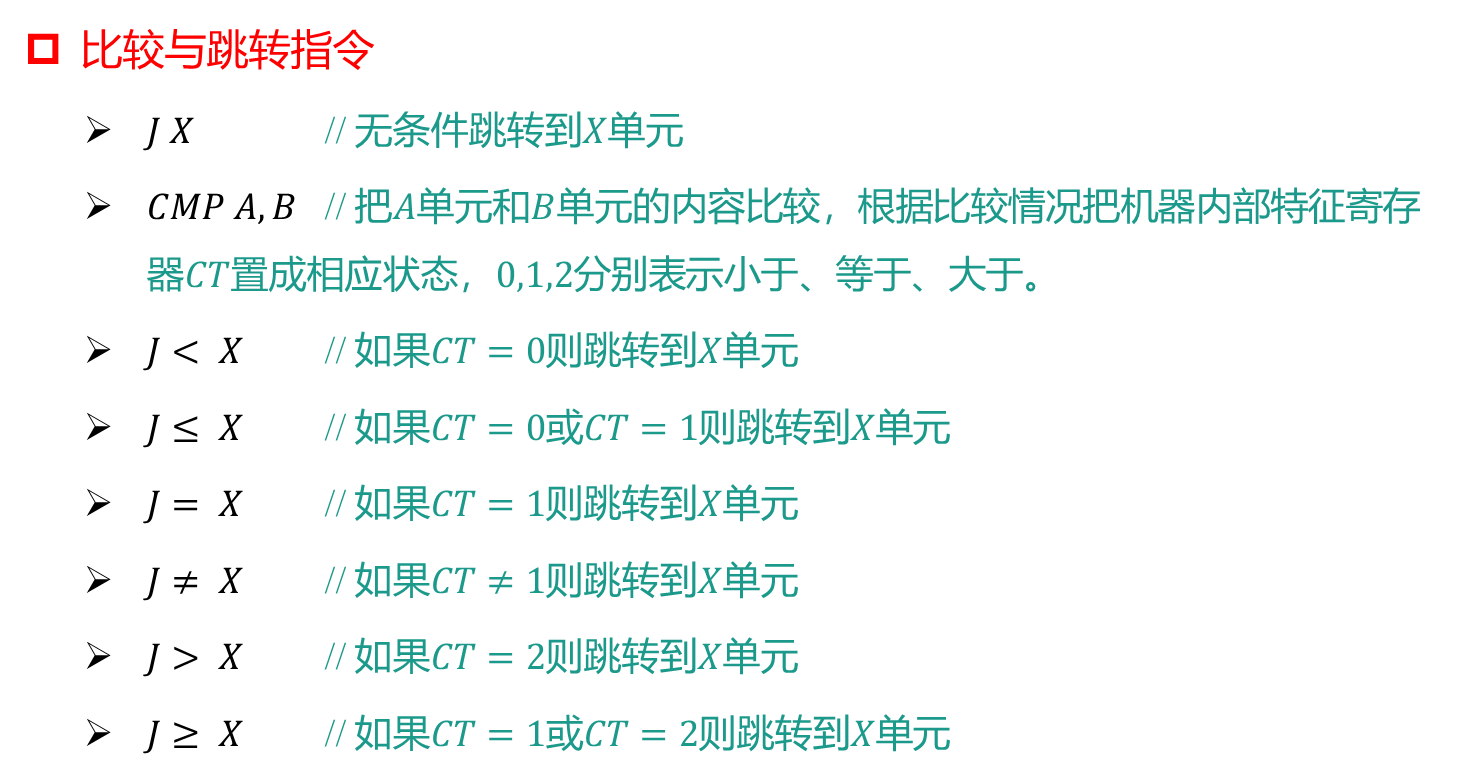 比较与跳转指令
J X // 无条件跳转到X单元
CMP A, B // 把A单元和B单元的内容比较，根据比较情况把机器内部特征寄存
器CT置成相应状态，0,1,2分别表示小于、等于、大于。
J < X // 如果CT = 0则跳转到X单元
J ≤ X // 如果CT = 0或CT = 1则跳转到X单元
J = X // 如果CT = 1则跳转到X单元
J ≠ X // 如果CT ≠ 1则跳转到X单元
J > X // 如果CT = 2则跳转到X单元
J ≥ X // 如果CT = 1或CT = 2则跳转到X单元